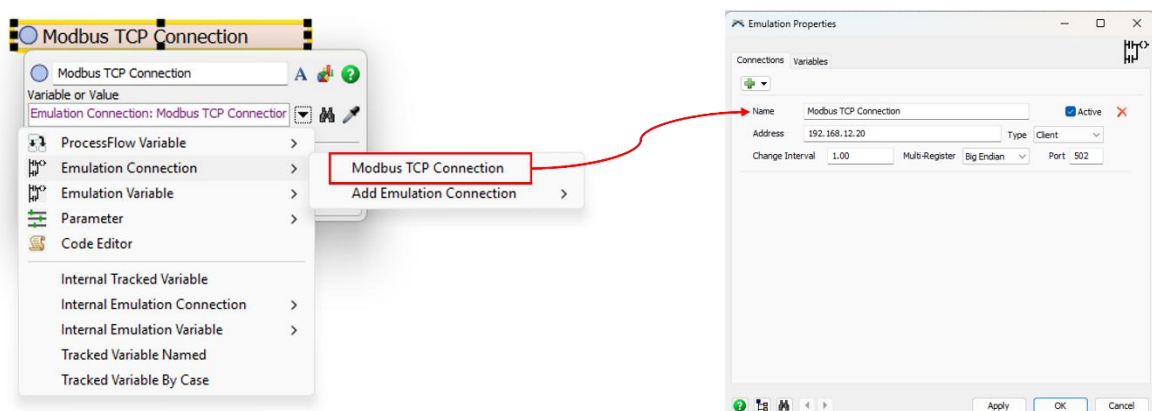 Modbus TCP Connection
Modbus TCP Connection
A
Variable or Value
Emulation Connection: Modbus TCP Connection
ProcessFlow Variable
Emulation Connection
Emulation Variable
Parameter
Code Editor
Internal Tracked Variable
Internal Emulation Connection
Internal Emulation Variable
Tracked Variable Named
Tracked Variable By Case
Modbus TCP Connection
Add Emulation Connection
Emulation Properties
Connections Variables
Name Modbus TCP Connection Active
Address 192.168.12.20 Type Client
Change Interval 1.00 Multi-Register Big Endian Port 502
Apply OK Cancel